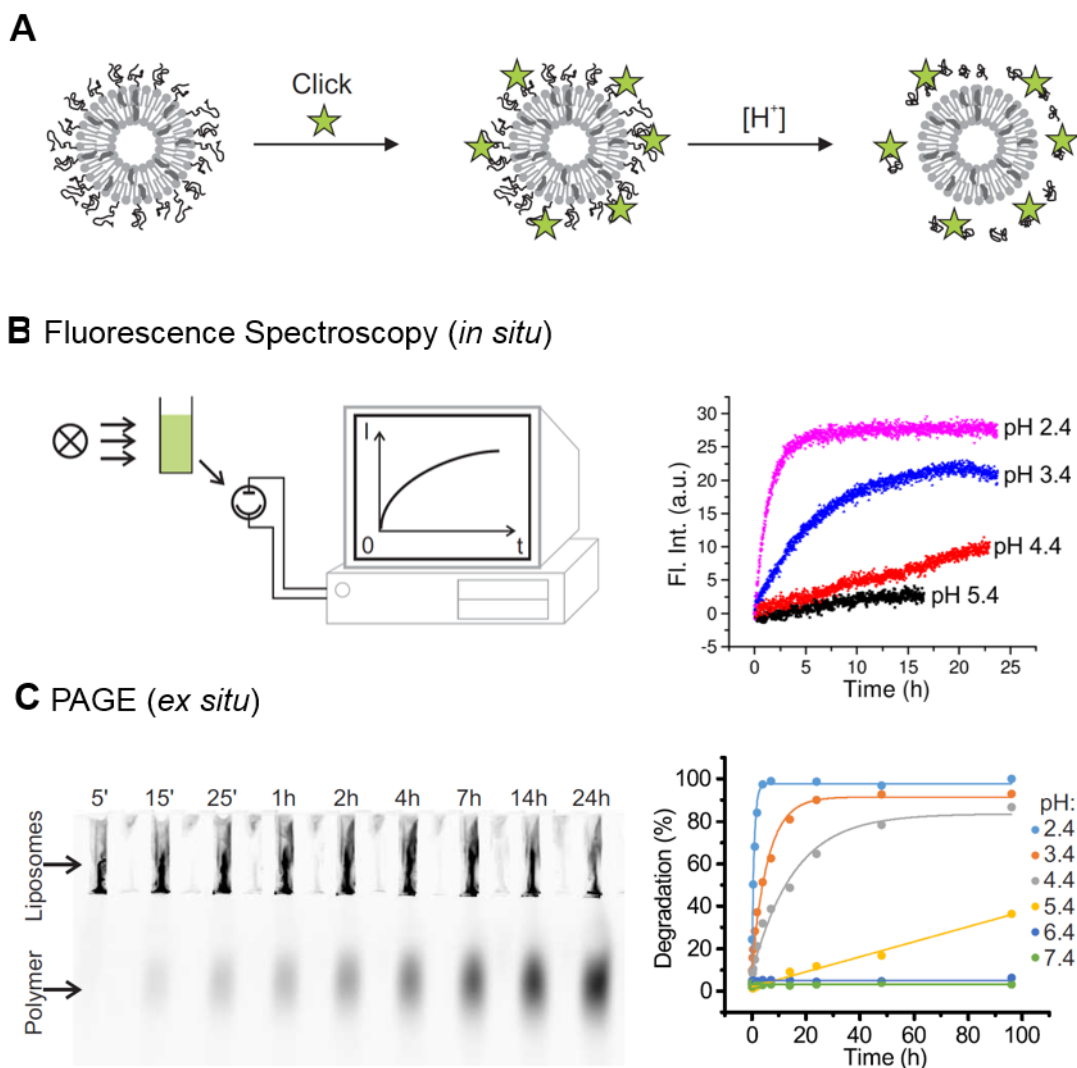 A
Click
[H⁺]
B Fluorescence Spectroscopy (in situ)
I
0
t
Fl. Int. (a.u.)
30
25
20
15
10
5
0
-5
pH 2.4
pH 3.4
pH 4.4
pH 5.4
0 5 10 15 20 25
Time (h)
C PAGE (ex situ)
5' 15' 25' 1h 2h 4h 7h 14h 24h
Liposomes
Polymer
Degradation (%)
100
80
60
40
20
0
pH:
2.4
3.4
4.4
5.4
6.4
7.4
0 20 40 60 80 100
Time (h)